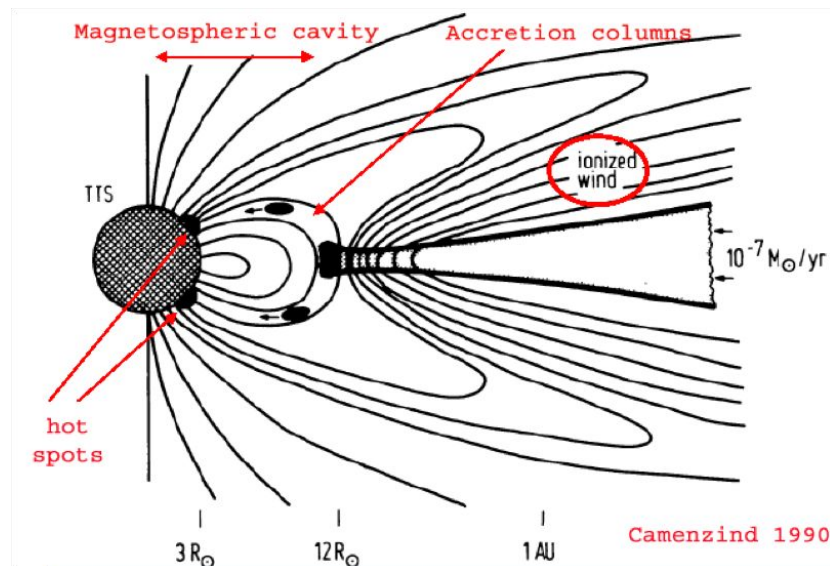 Magnetospheric cavity
Accretion columns
TTS
ionized
wind
10⁻⁷ M☉/yr
hot
spots
3 R☉
12 R☉
1 AU
Camenzind 1990